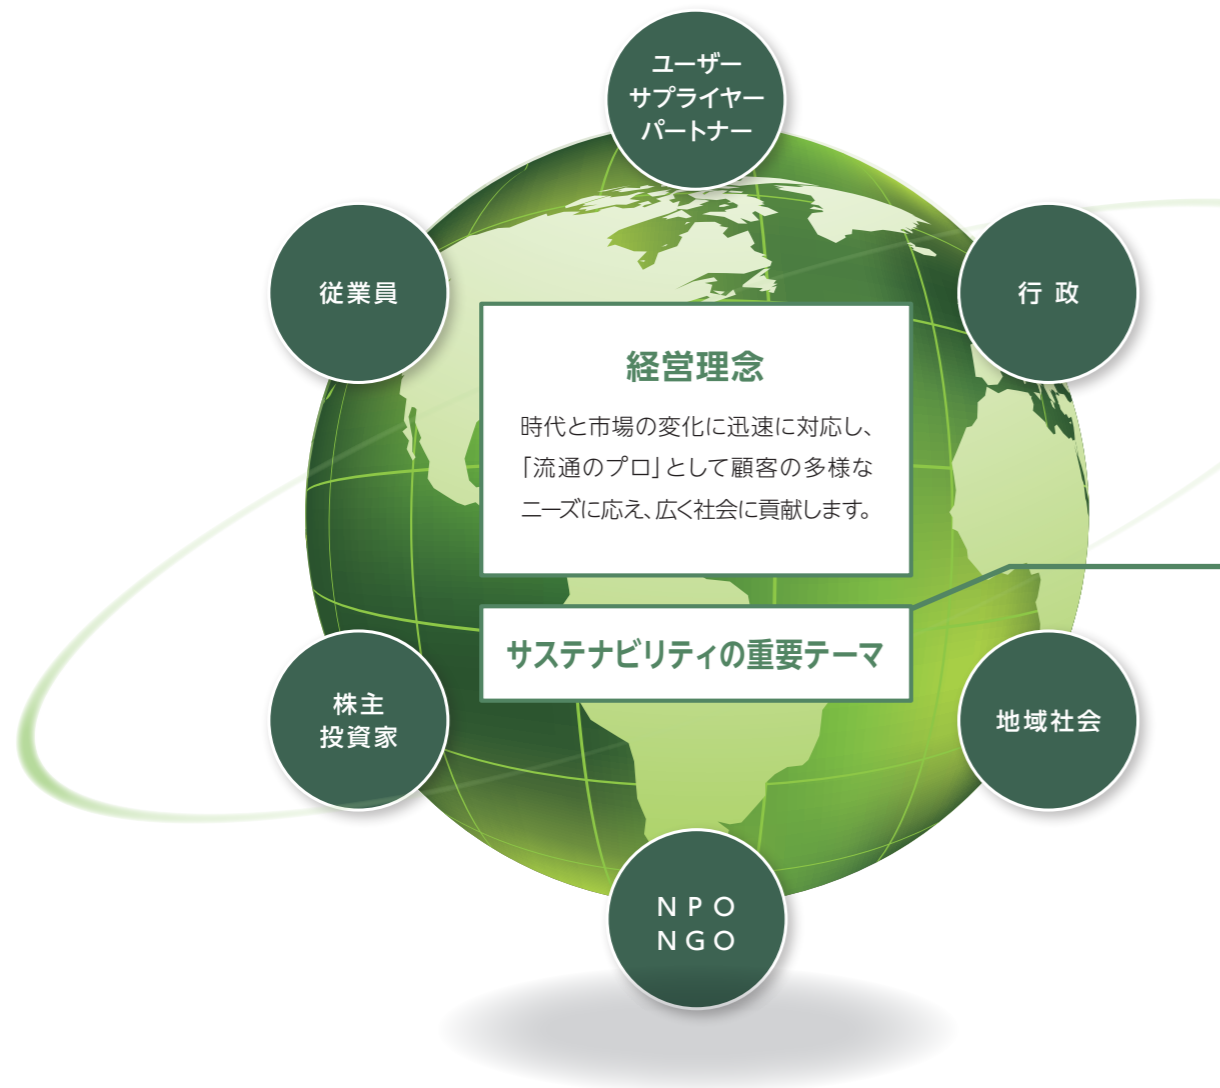 ユーザー
サプライヤー
パートナー
従業員
行 政
経営理念
時代と市場の変化に迅速に対応し、
「流通のプロ」として顧客の多様な
ニーズに応え、広く社会に貢献します。
サステナビリティの重要テーマ
株主
投資家
地域社会
N P O
N G O